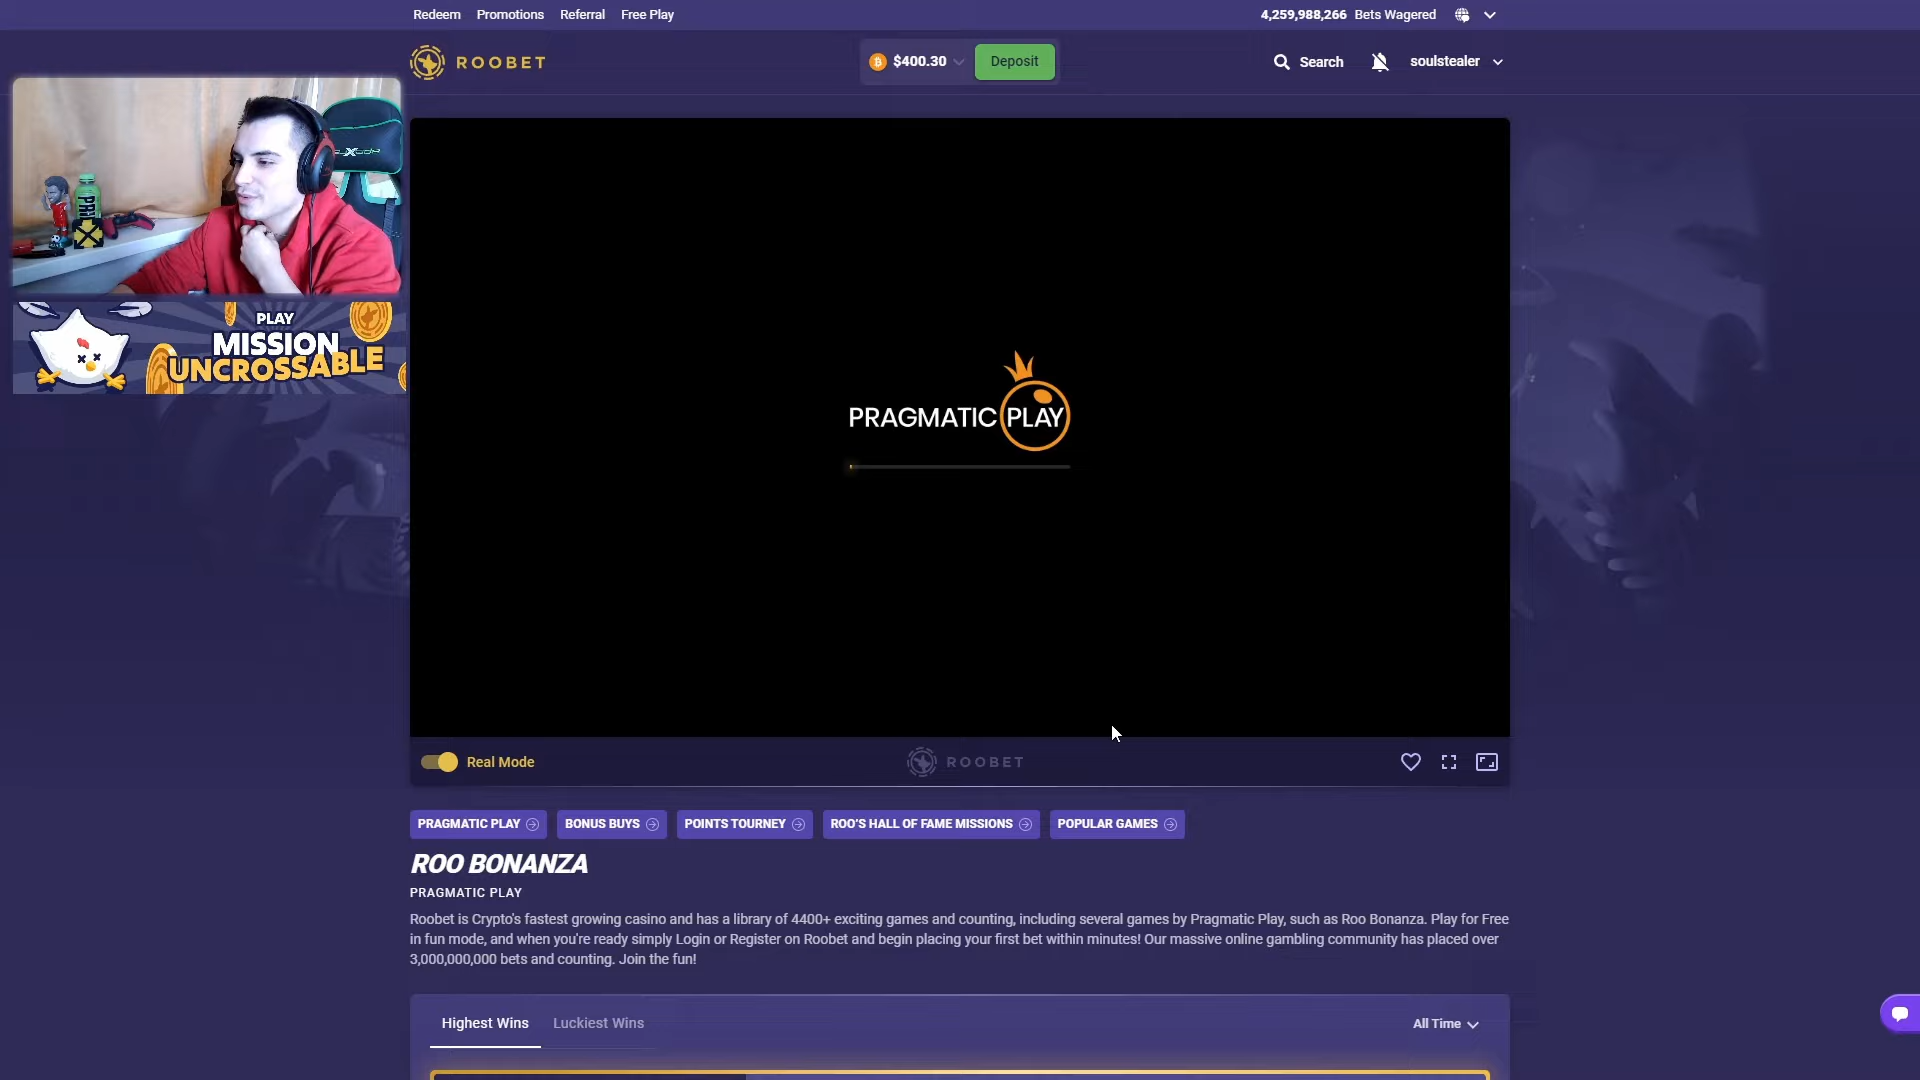 Redeem Promotions Referral Free Play
4,259,988,266 Bets Wagered
ROOBET
$400.30
Deposit
Search
soulstealer
PLAY
MISSION
UNCROSSABLE
PRAGMATIC PLAY
Real Mode
ROOBET
PRAGMATIC PLAY
BONUS BUYS
POINTS TOURNEY
ROO'S HALL OF FAME MISSIONS
POPULAR GAMES
ROO BONANZA
PRAGMATIC PLAY
Roobet is Crypto's fastest growing casino and has a library of 4400+ exciting games and counting, including several games by Pragmatic Play, such as Roo Bonanza. Play for Free
in fun mode, and when you're ready simply Login or Register on Roobet and begin placing your first bet within minutes! Our massive online gambling community has placed over
3,000,000,000 bets and counting. Join the fun!
Highest Wins Luckiest Wins
All Time